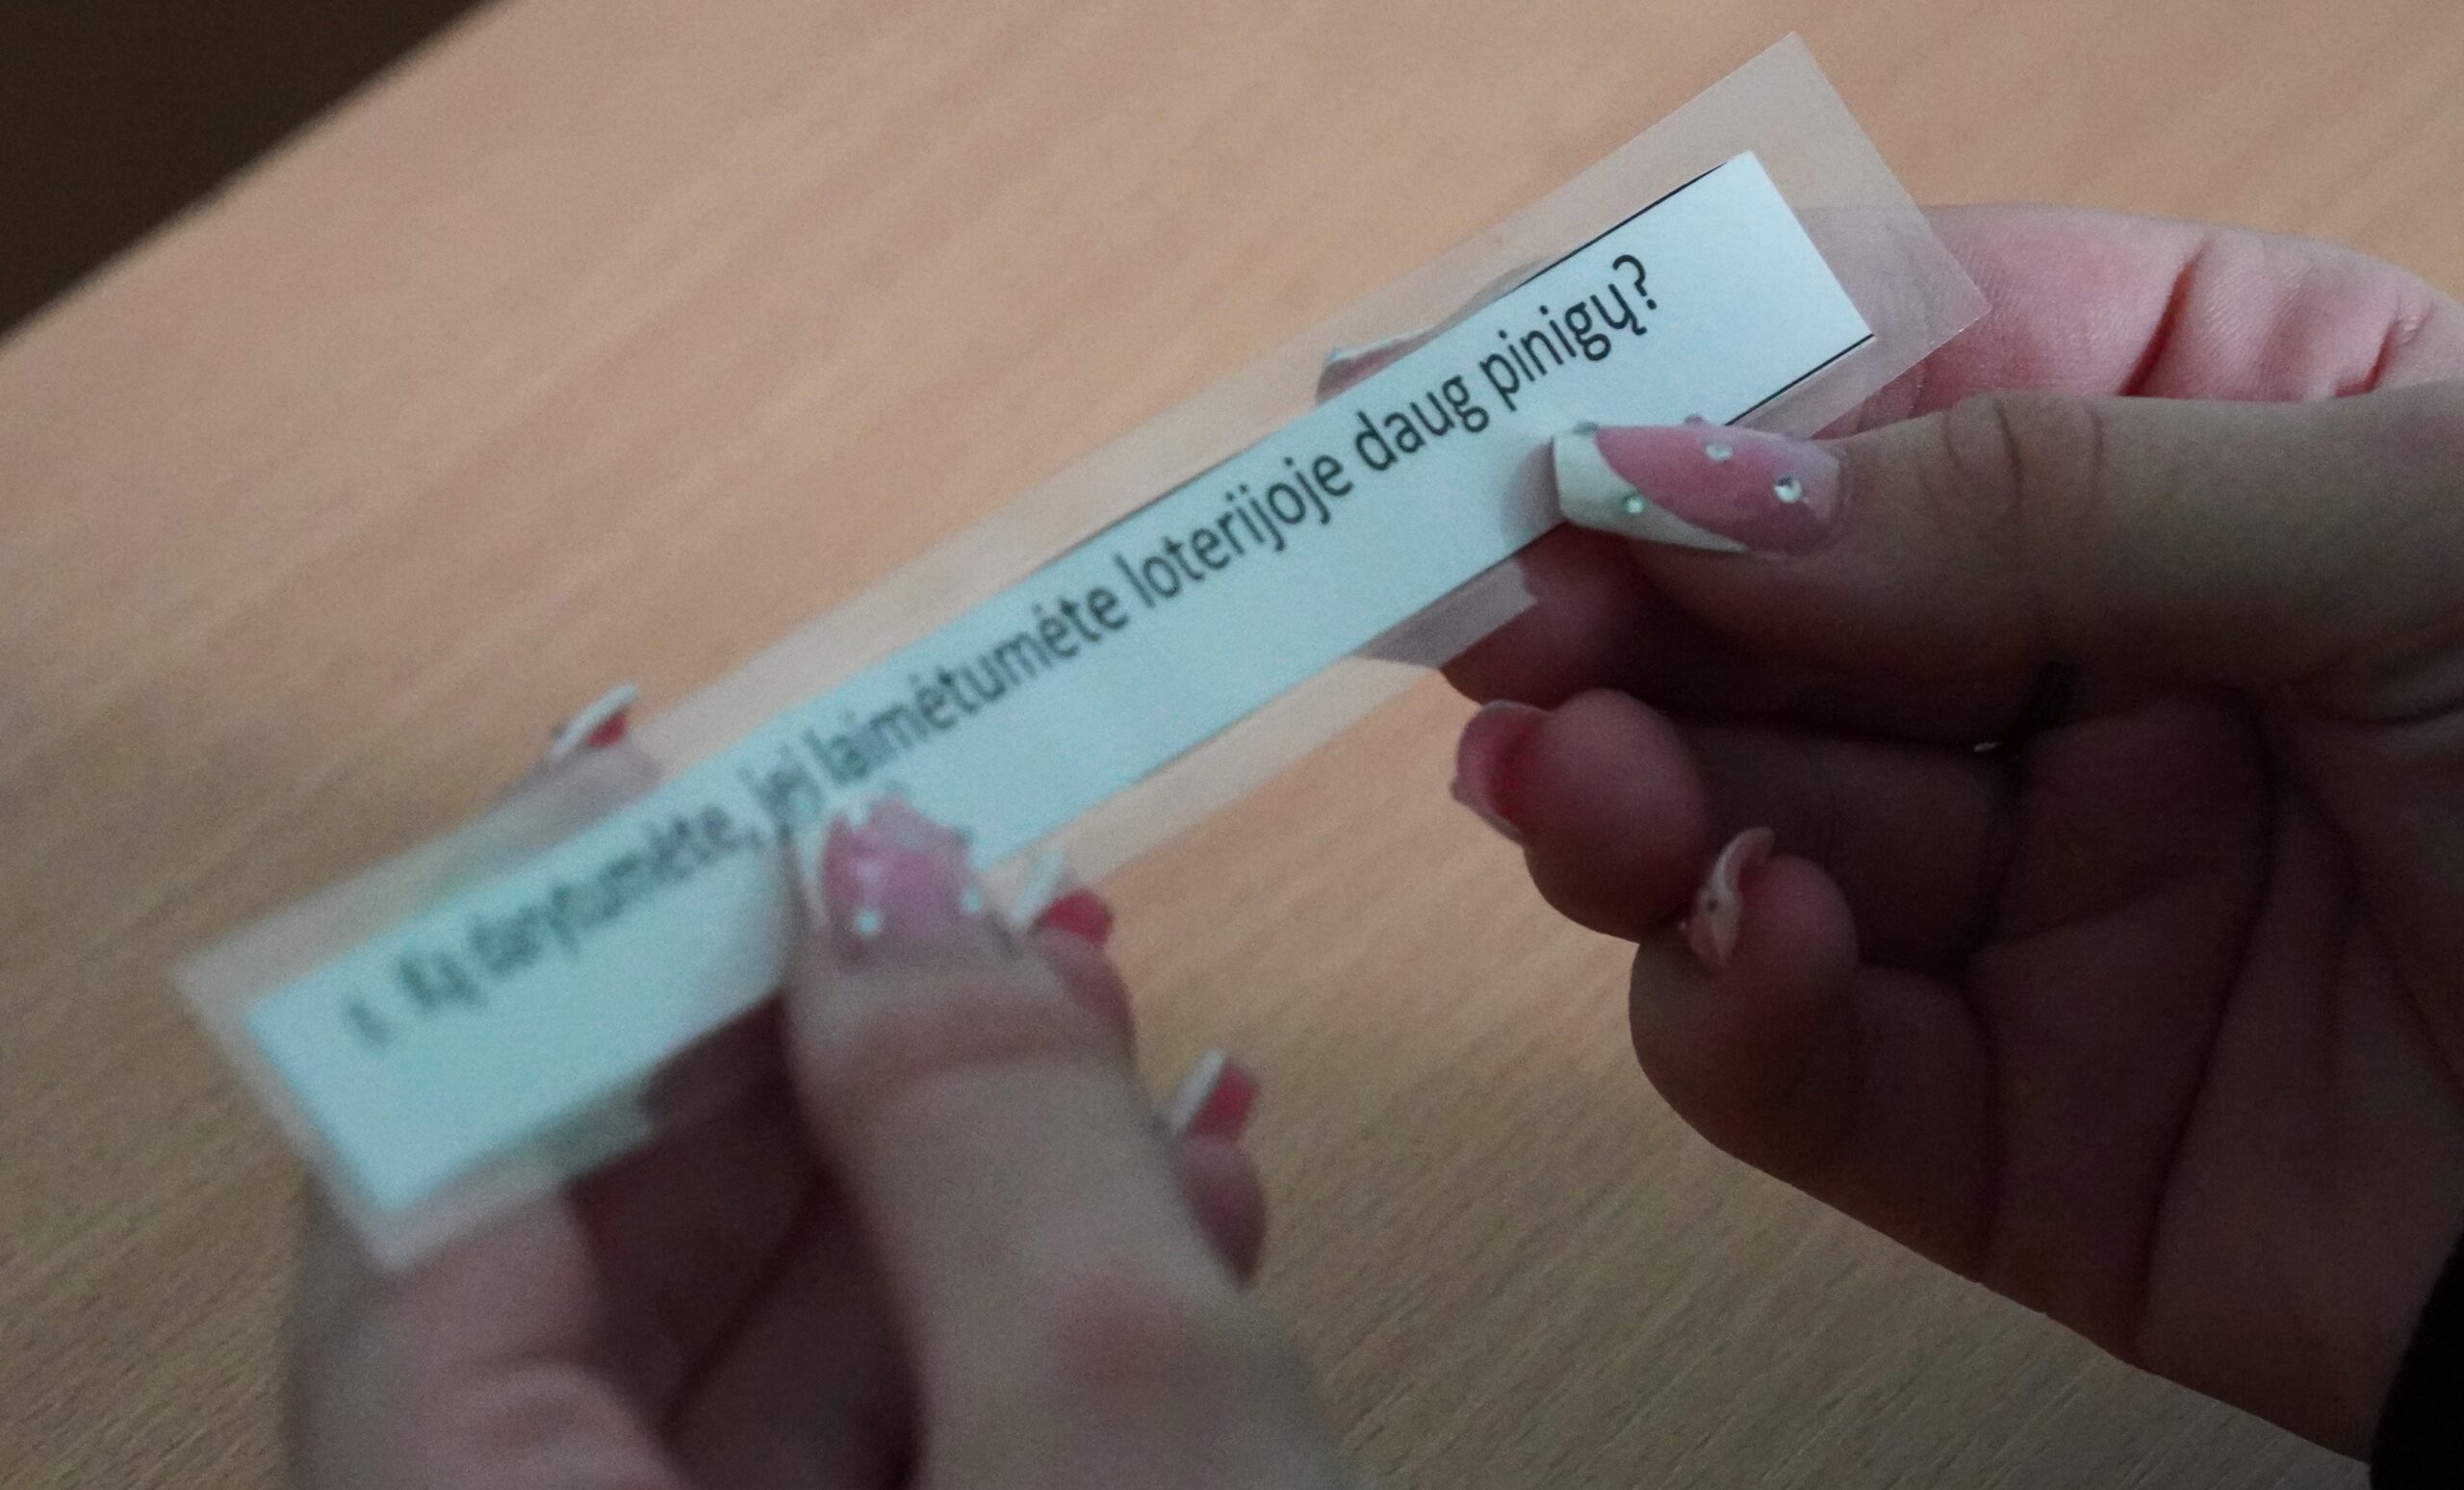 Ką darytumėte, jei laimėtumėte loterijoje daug pinigų?